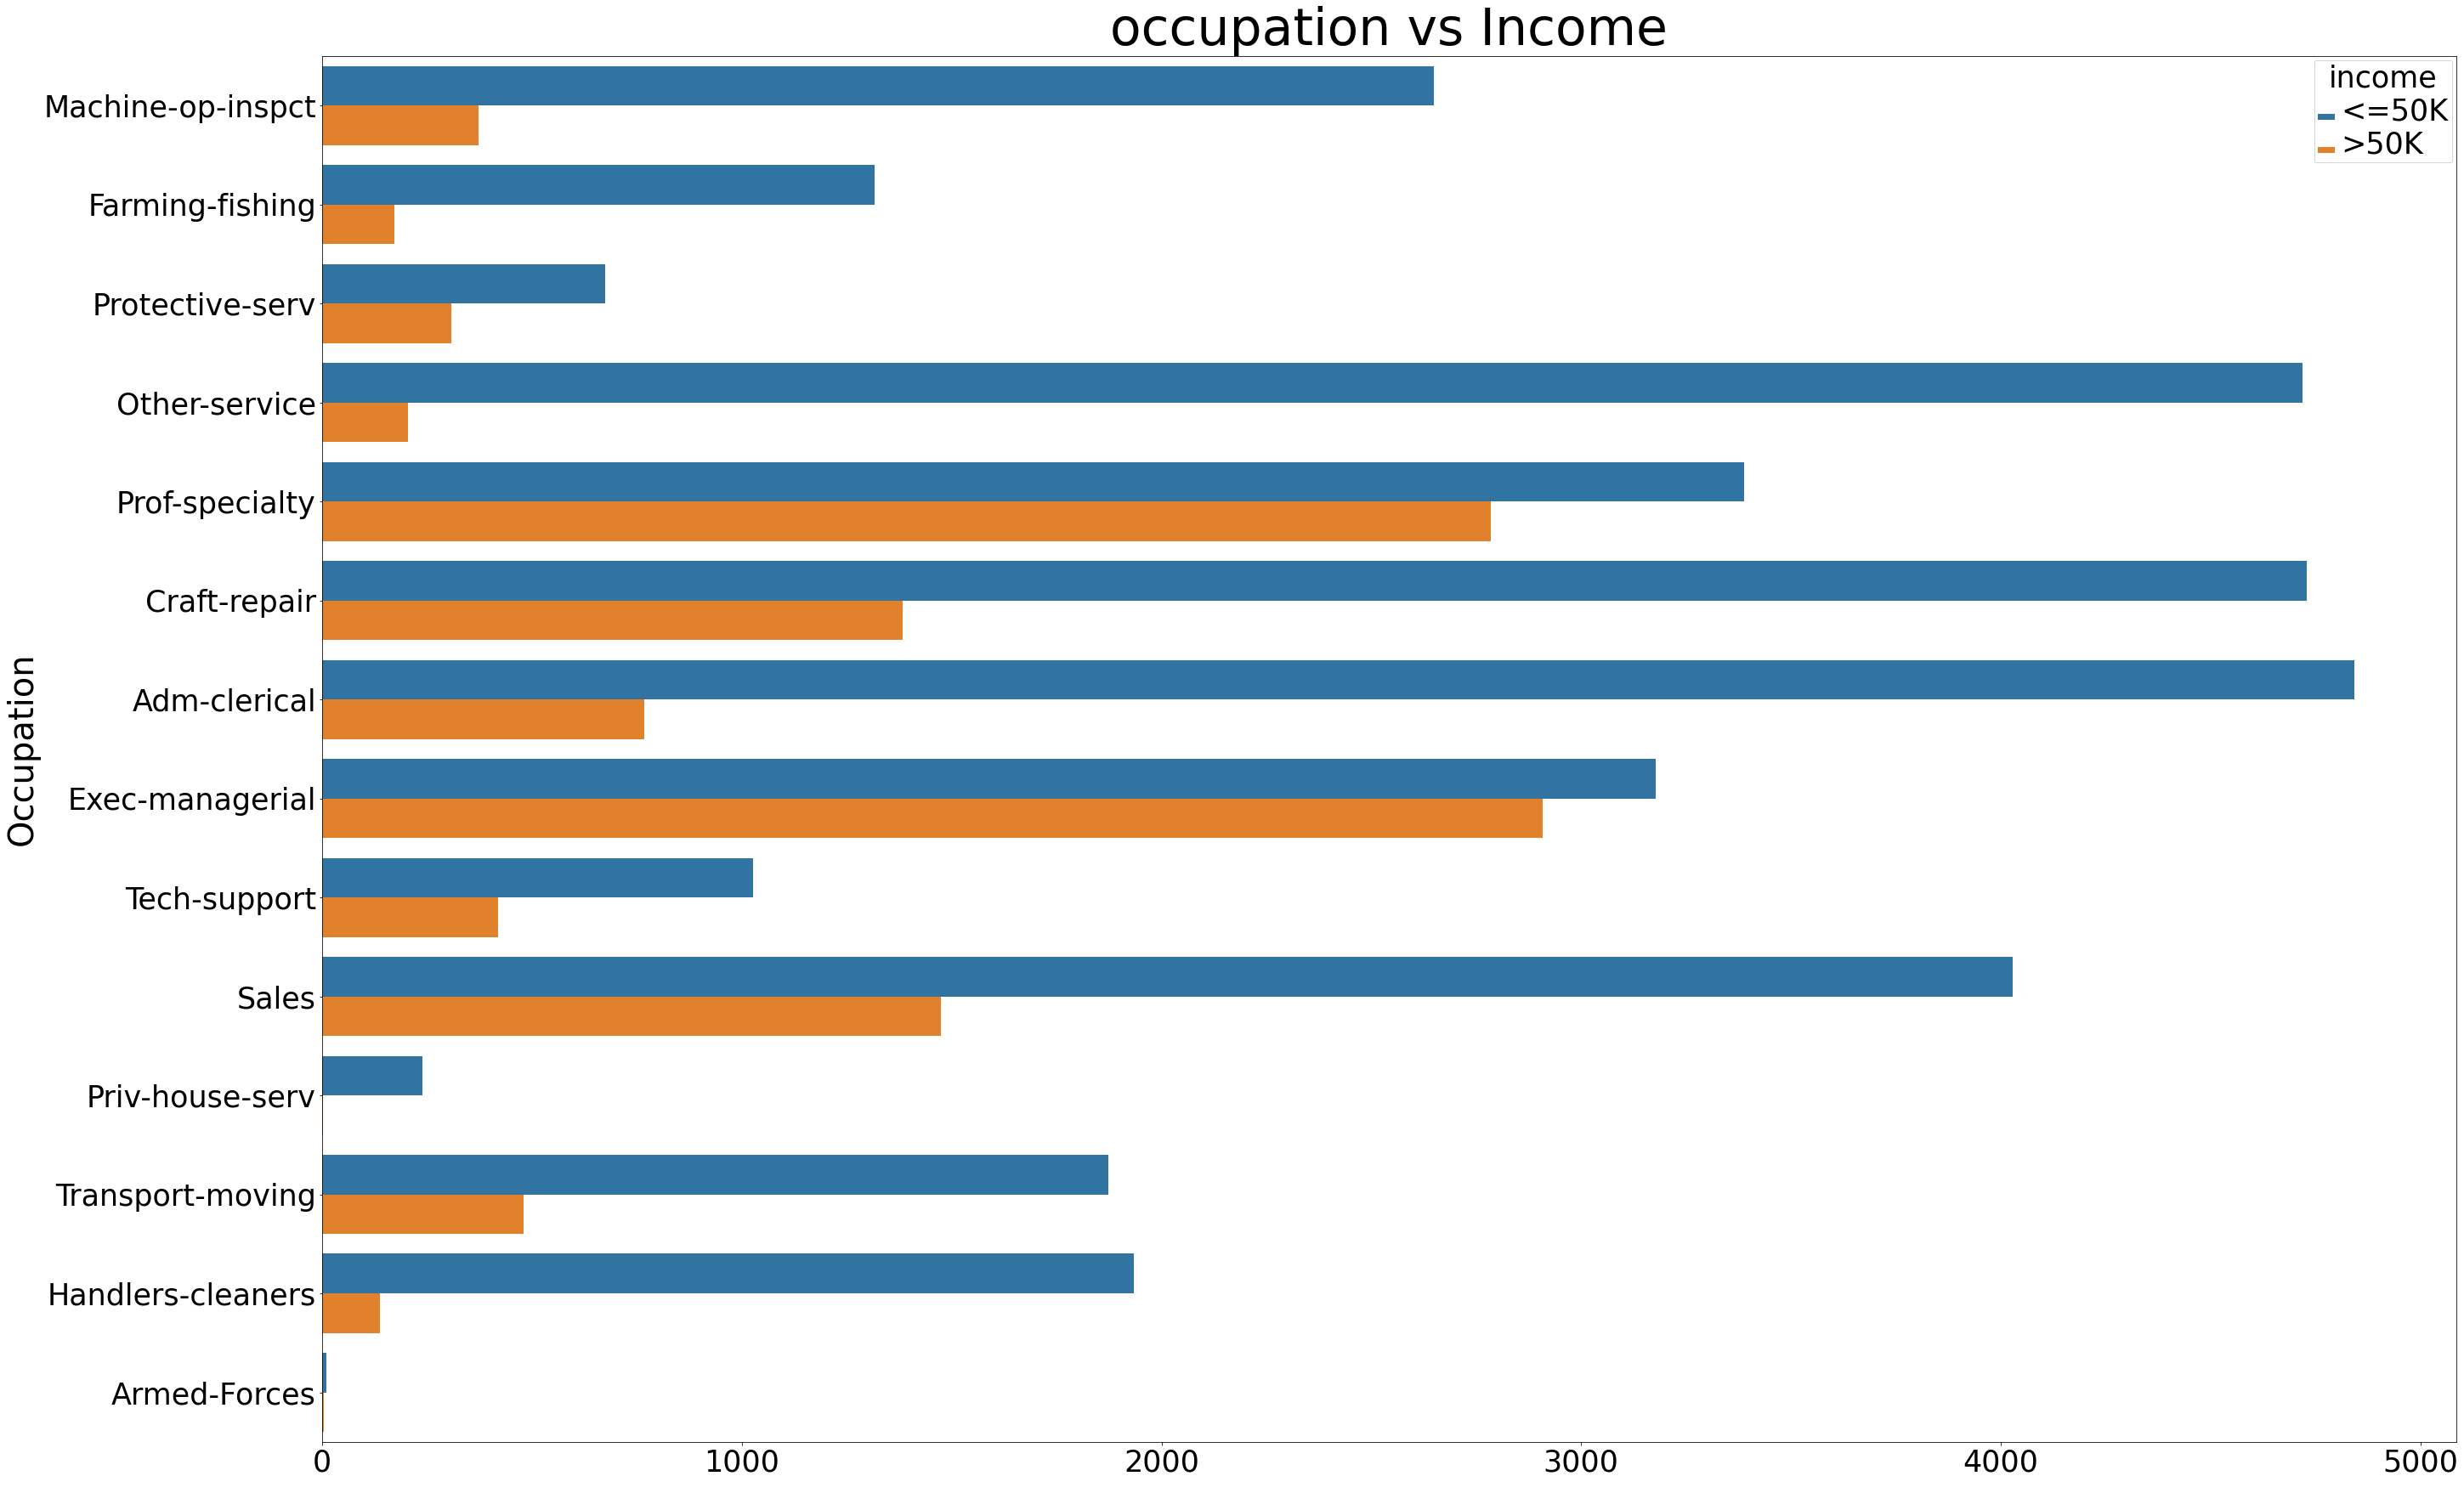 occupation vs Income
income
<=50K
>50K
Machine-op-inspct
Farming-fishing
Protective-serv
Other-service
Prof-specialty
Craft-repair
Adm-clerical
Exec-managerial
Tech-support
Sales
Priv-house-serv
Transport-moving
Handlers-cleaners
Armed-Forces
Occupation
0 1000 2000 3000 4000 5000